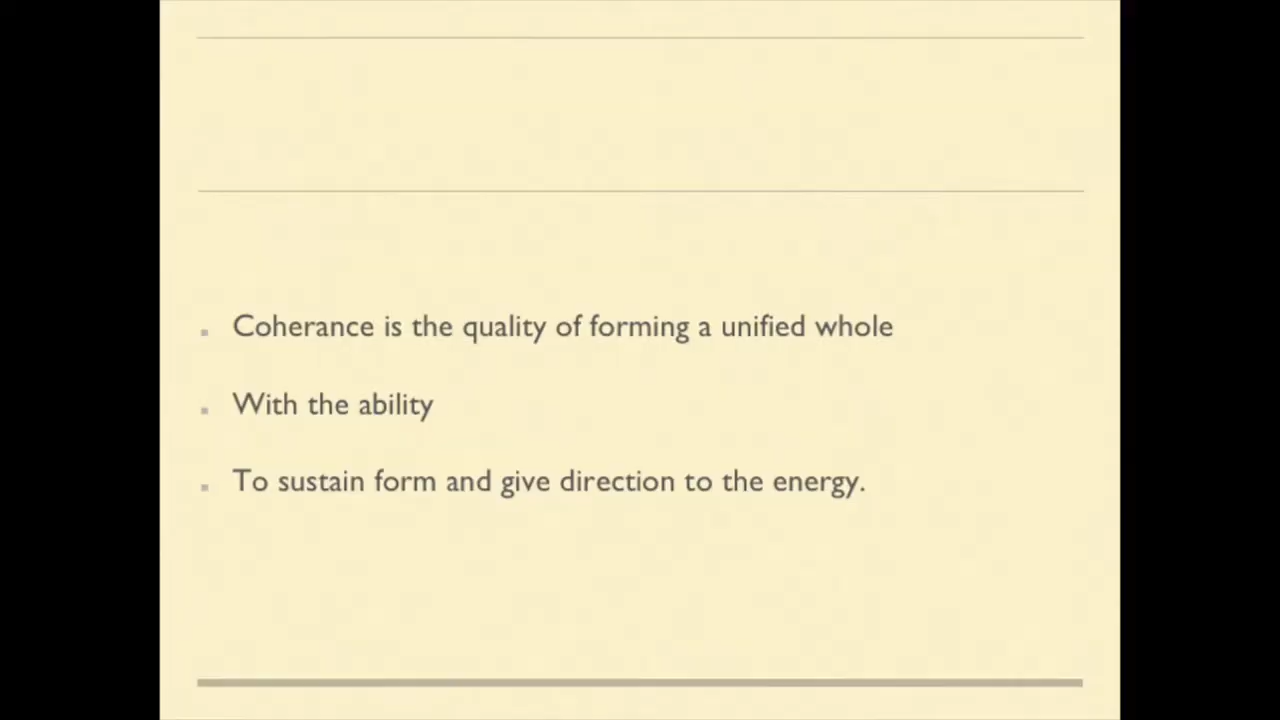 Coherance is the quality of forming a unified whole
With the ability
To sustain form and give direction to the energy.